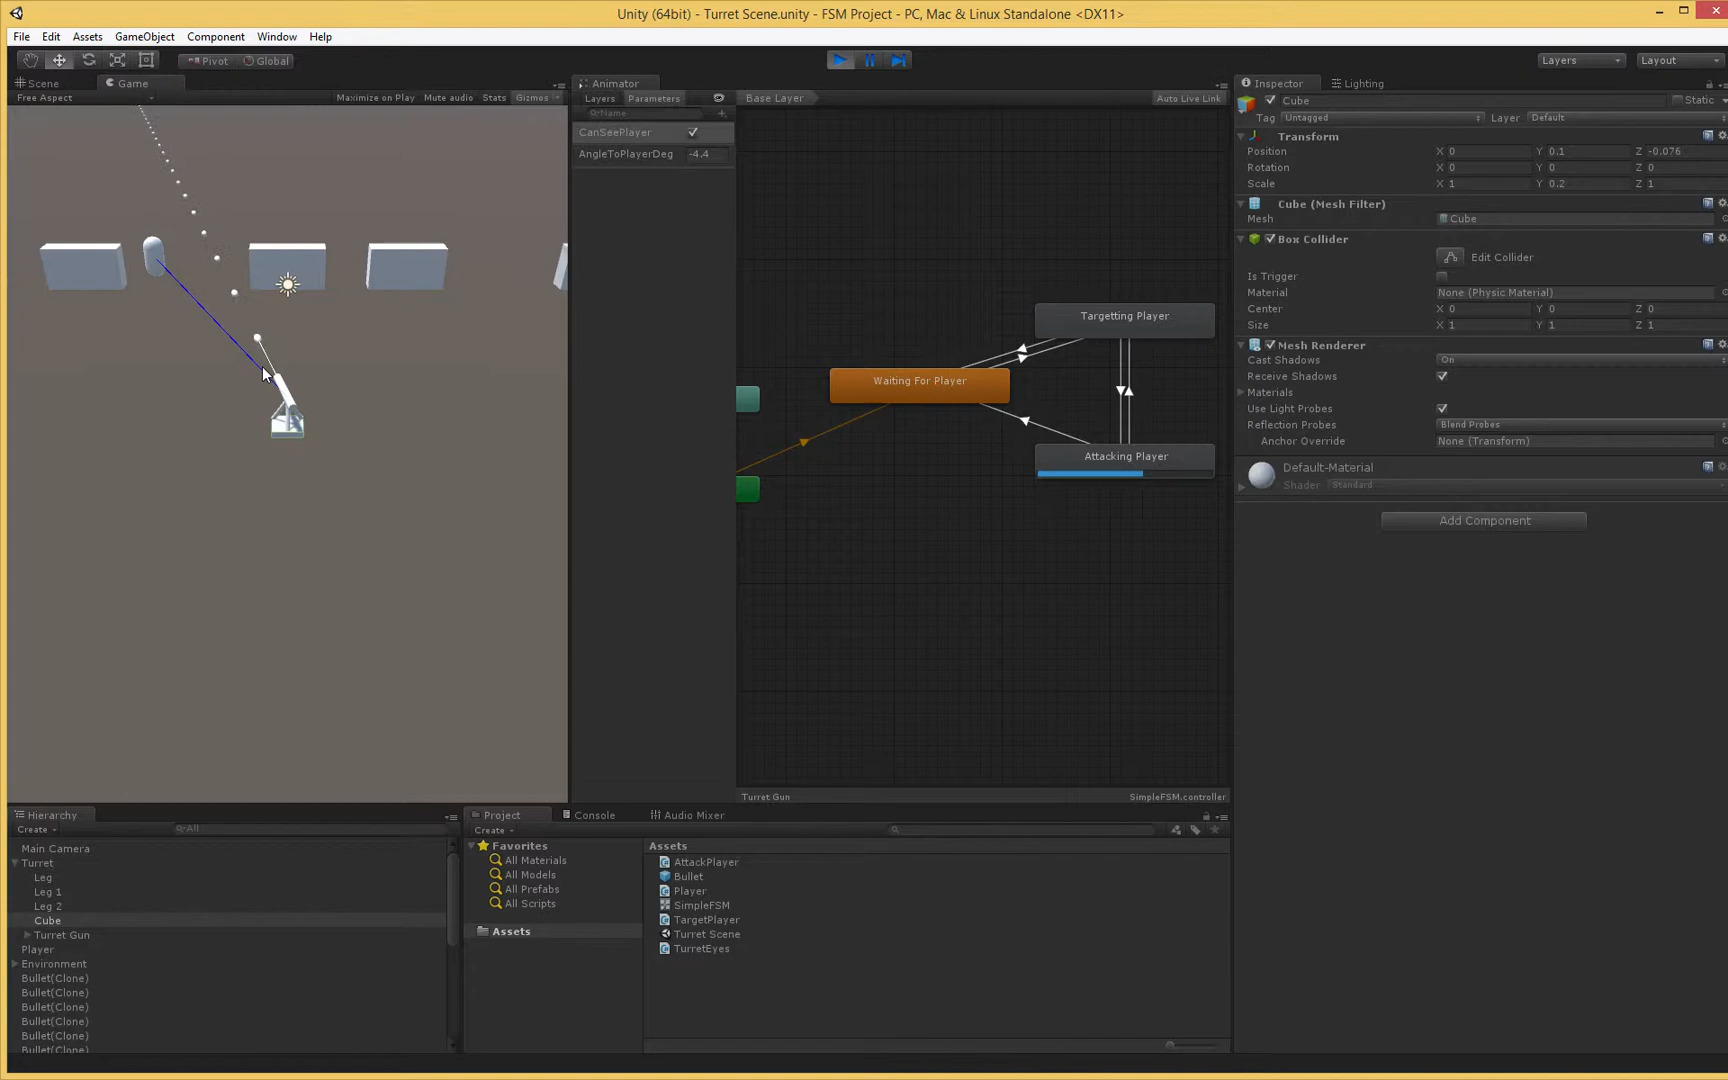 Unity (64bit) - Turret Scene.unity - FSM Project - PC, Mac & Linux Standalone <DX11>
File Edit Assets GameObject Component Window Help
Pivot Global Layers Layout
Scene Game
Free Aspect Maximize on Play Mute audio Stats Gizmos
Animator
Layers Parameters
Name
CanSeePlayer
AngleToPlayerDeg -4.4
Base Layer Auto Live Link
Targetting Player
Waiting For Player
Attacking Player
Turret Gun SimpleFSM.controller
Inspector Lighting
Cube Static
Tag Untagged Layer Default
Transform
Position X 0 Y 0.1 Z -0.076
Rotation X 0 Y 0 Z 0
Scale X 1 Y 0.2 Z 1
Cube (Mesh Filter)
Mesh Cube
Box Collider
Edit Collider
Is Trigger
Material None (Physic Material)
Center X 0 Y 0 Z 0
Size X 1 Y 1 Z 1
Mesh Renderer
Cast Shadows On
Receive Shadows
Materials
Use Light Probes
Reflection Probes Blend Probes
Anchor Override None (Transform)
Default-Material
Shader Standard
Add Component
Hierarchy
Create All
Main Camera
Turret
Leg
Leg 1
Leg 2
Cube
Turret Gun
Player
Environment
Bullet(Clone)
Bullet(Clone)
Bullet(Clone)
Bullet(Clone)
Bullet(Clone)
Bullet(Clone)
Project Console Audio Mixer
Create
Favorites
All Materials
All Models
All Prefabs
All Scripts
Assets
Assets
AttackPlayer
Bullet
Player
SimpleFSM
TargetPlayer
Turret Scene
TurretEyes